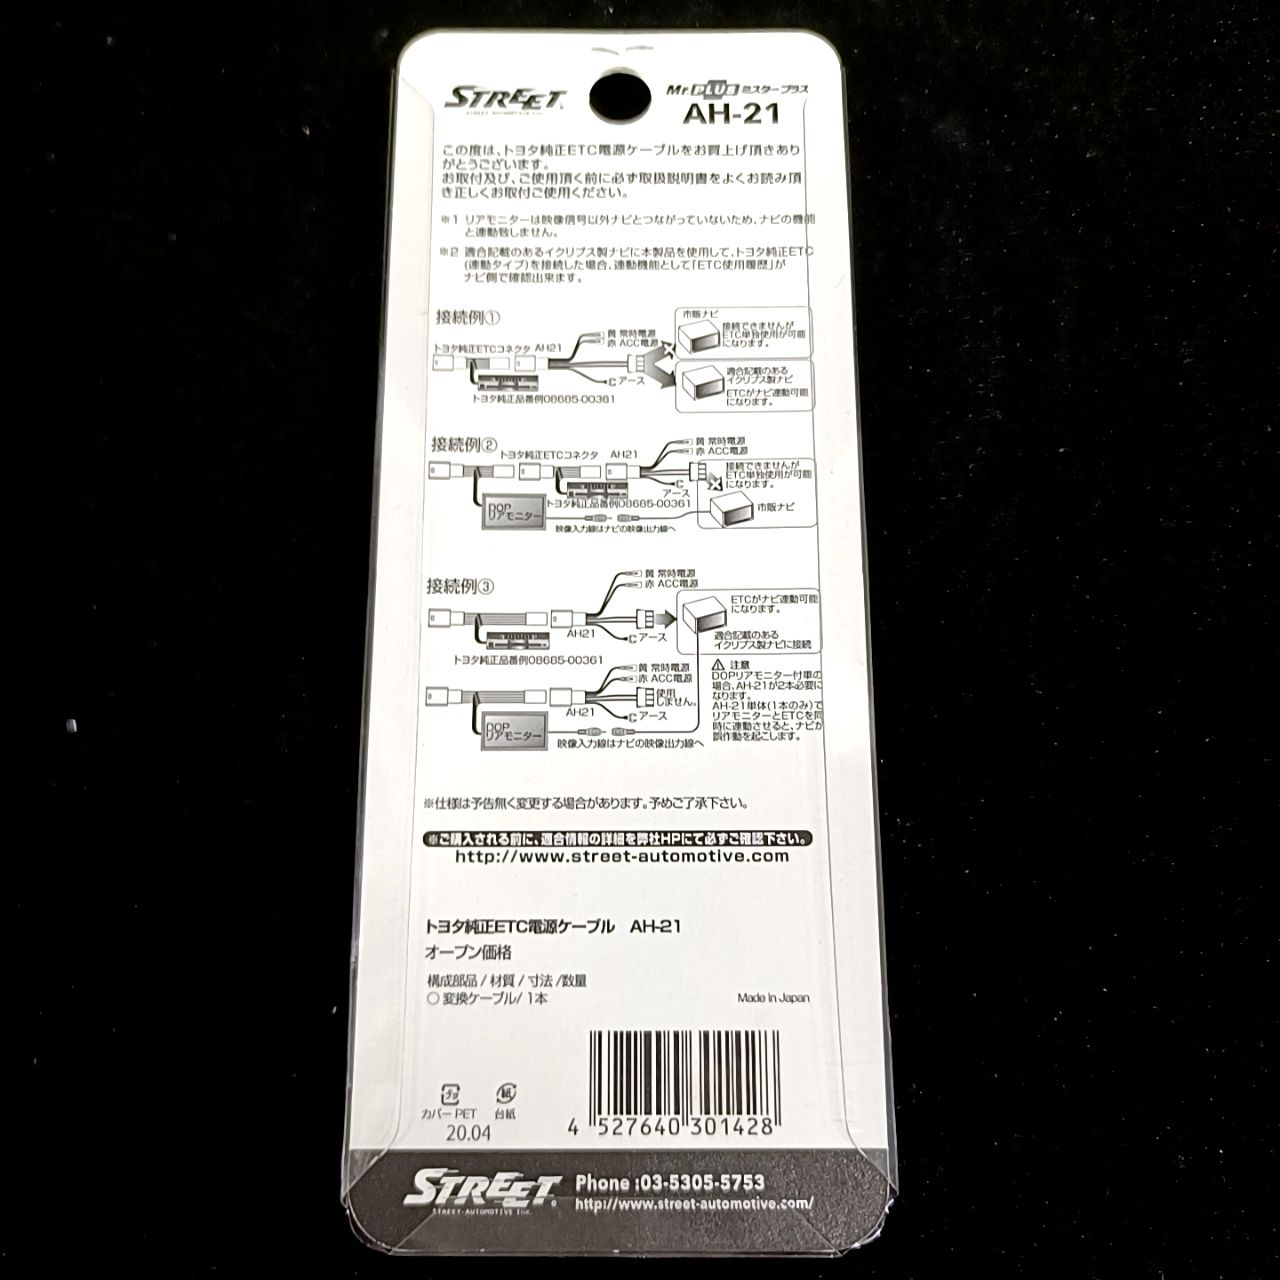 STREET
STREET AUTOMOTIVE Inc.
Mr.PLUS ミスタープラス
AH-21
この度は、トヨタ純正ETC電源ケーブルをお買上げ頂きあり
がとうございます。
お取付及び、ご使用頂く前に必ず取扱説明書をよくお読み頂
き正しくお取付ご使用ください。
※1 リアモニターは映像信号以外ナビとつながっていないため、ナビの機能
と連動致しません。
※2 適合記載のあるイクリプス製ナビに本製品を使用して、トヨタ純正ETC
(連動タイプ)を接続した場合、連動機能として「ETC使用履歴」が
ナビ側で確認出来ます。
接続例①
トヨタ純正ETCコネクタ AH21
黄 常時電源
赤 ACC電源
アース
トヨタ純正品番例08685-00361
市販ナビ
接続できませんが
ETC単独使用が可能
になります。
適合記載のある
イクリプス製ナビ
ETCがナビ連動可能
になります。
接続例②
トヨタ純正ETCコネクタ AH21
黄 常時電源
赤 ACC電源
アース
トヨタ純正品番例08685-00361
DOP
リアモニター
映像入力線はナビの映像出力線へ
接続できませんが
ETC単独使用が可能
になります。
市販ナビ
接続例③
黄 常時電源
赤 ACC電源
AH21
アース
トヨタ純正品番例08685-00361
ETCがナビ連動可能
になります。
適合記載のある
イクリプス製ナビに接続
黄 常時電源
赤 ACC電源
使用
しません。
AH21
アース
DOP
リアモニター
映像入力線はナビの映像出力線へ
⚠ 注意
DOPリアモニター付車の
場合、AH-21が2本必要に
なります。
AH-21単体(1本のみ)で
リアモニターとETCを同
時に連動させると、ナビが
誤作動を起こします。
※仕様は予告無く変更する場合があります。予めご了承下さい。
※ご購入される前に、適合情報の詳細を弊社HPにて必ずご確認下さい。
http://www.street-automotive.com
トヨタ純正ETC電源ケーブル AH-21
オープン価格
構成部品/材質/寸法/数量
○変換ケーブル/1本
Made in Japan
プラ
カバー PET
紙
台紙
20.04
4 527640 301428
STREET
STREET-AUTOMOTIVE Inc.
Phone :03-5305-5753
http://www.street-automotive.com/